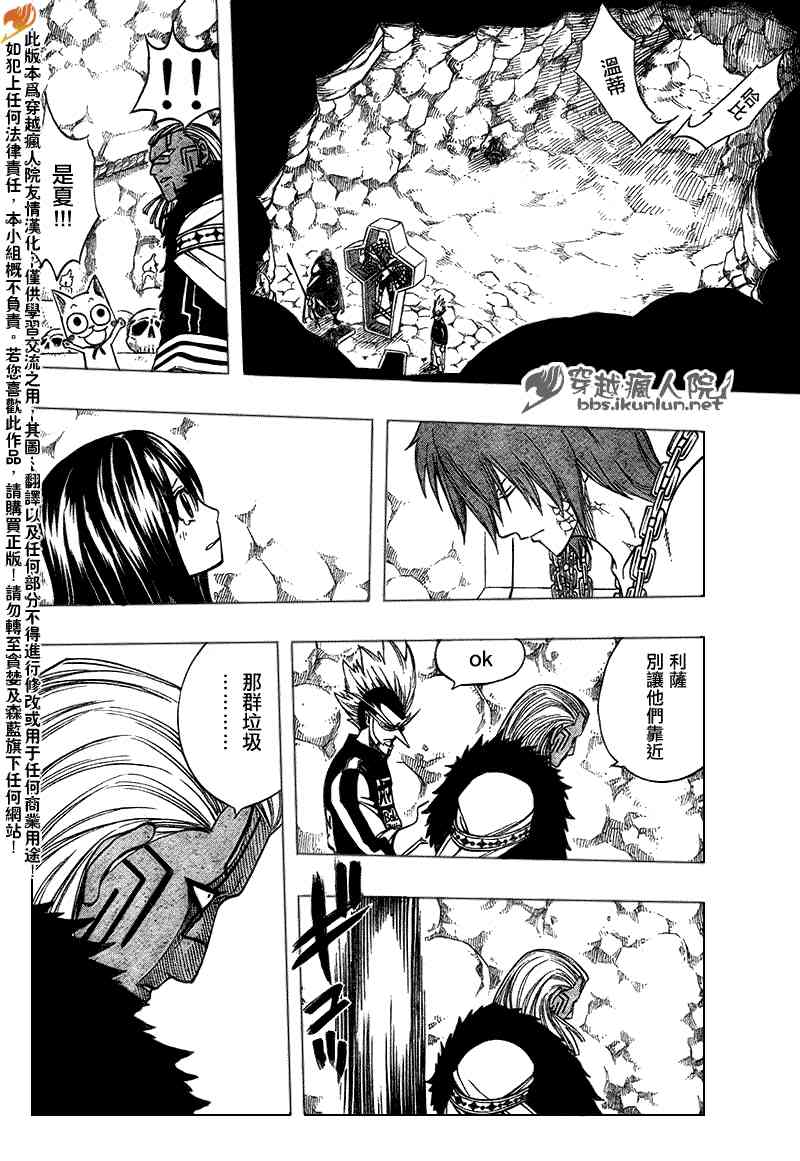 哈比
溫蒂
!!
是夏!!!
利薩
別讓他們靠近
ok
那群垃圾
…………
ドキュ
穿越瘋人院
bbs.ikunlun.net
此版本爲穿越瘋人院友情漢化，僅供學習交流之用，其圖、翻譯以及任何部分不得進行修改或用于任何商業用途！
如犯上任何法律責任，本小組概不負責。若您喜歡此作品，請購買正版！請勿轉至貪婪及森藍旗下任何網站！